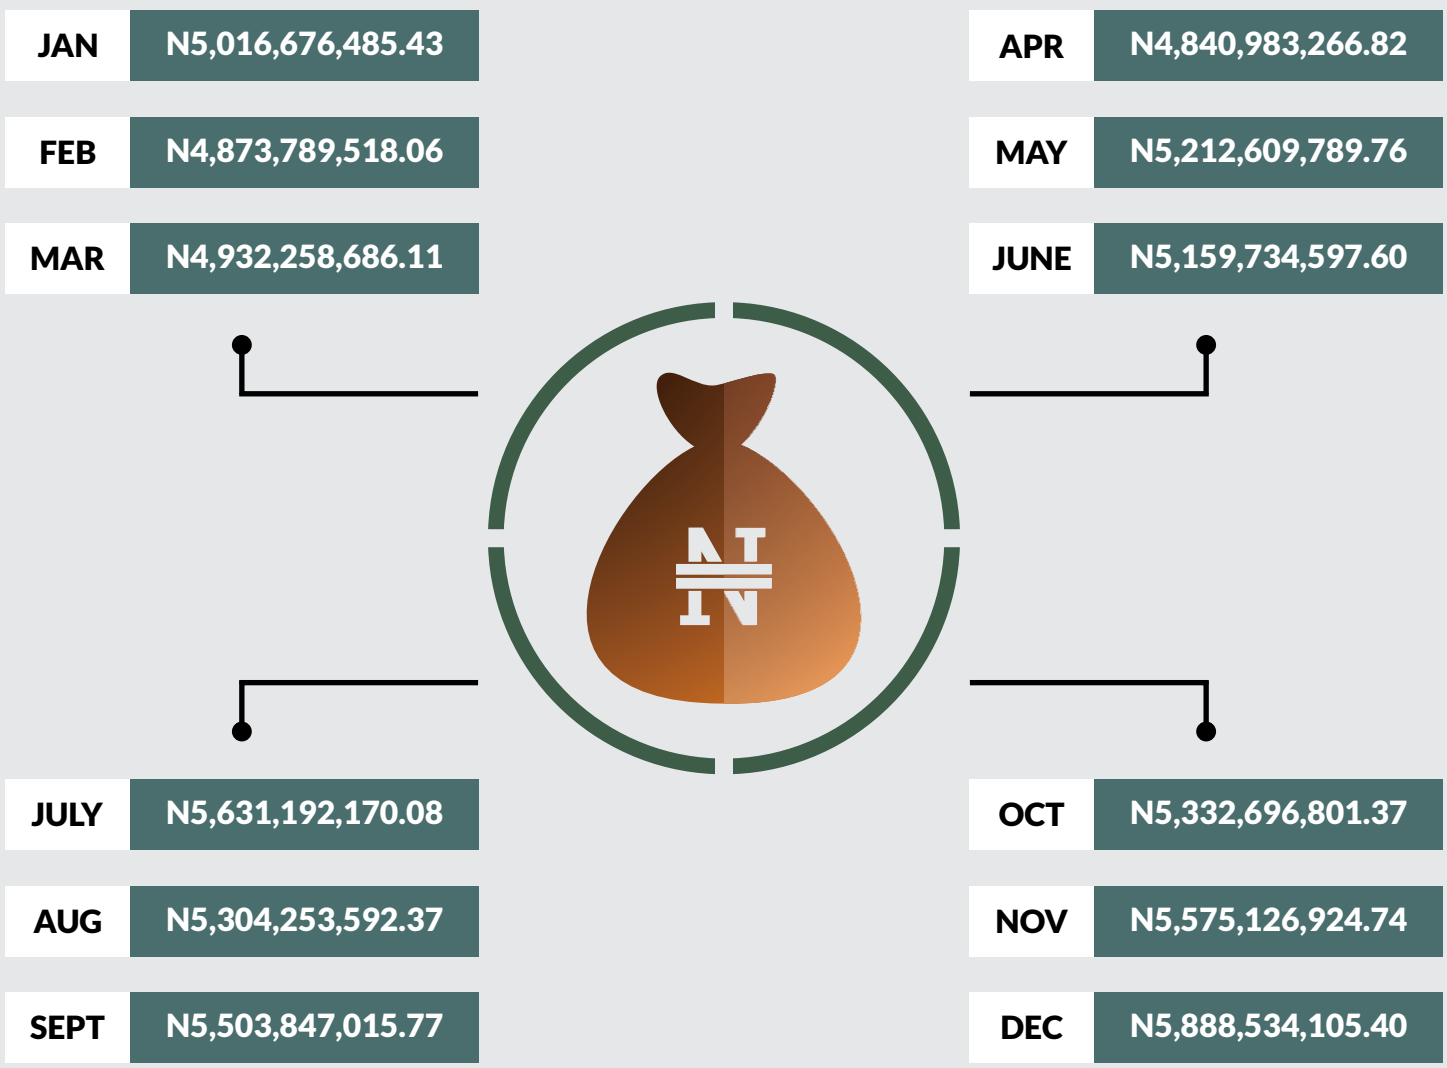 JAN N5,016,676,485.43
FEB N4,873,789,518.06
MAR N4,932,258,686.11
APR N4,840,983,266.82
MAY N5,212,609,789.76
JUNE N5,159,734,597.60
₦
JULY N5,631,192,170.08
AUG N5,304,253,592.37
SEPT N5,503,847,015.77
OCT N5,332,696,801.37
NOV N5,575,126,924.74
DEC N5,888,534,105.40